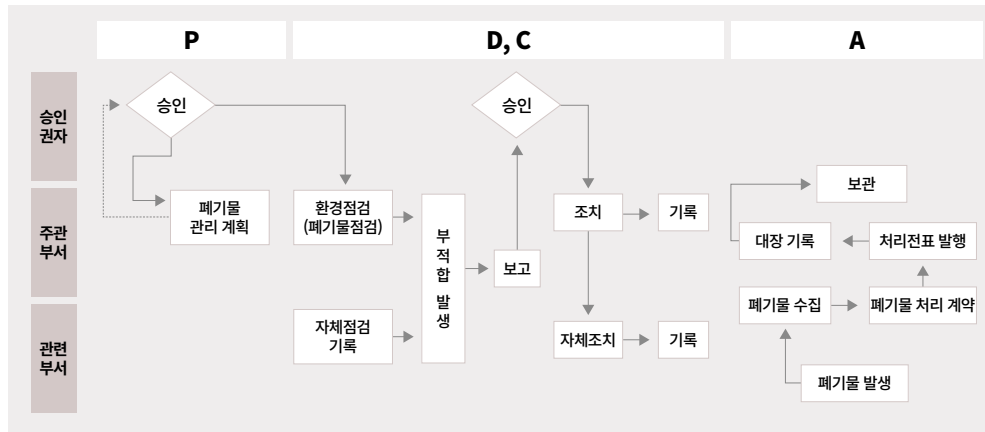 P
D, C
A
승인
권자
승인
승인
주관
부서
폐기물
관리 계획
환경점검
(폐기물점검)
부적합 발생
보고
조치
기록
보관
대장 기록
처리전표 발행
폐기물 수집
폐기물 처리 계약
관련
부서
자체점검
기록
자체조치
기록
폐기물 발생